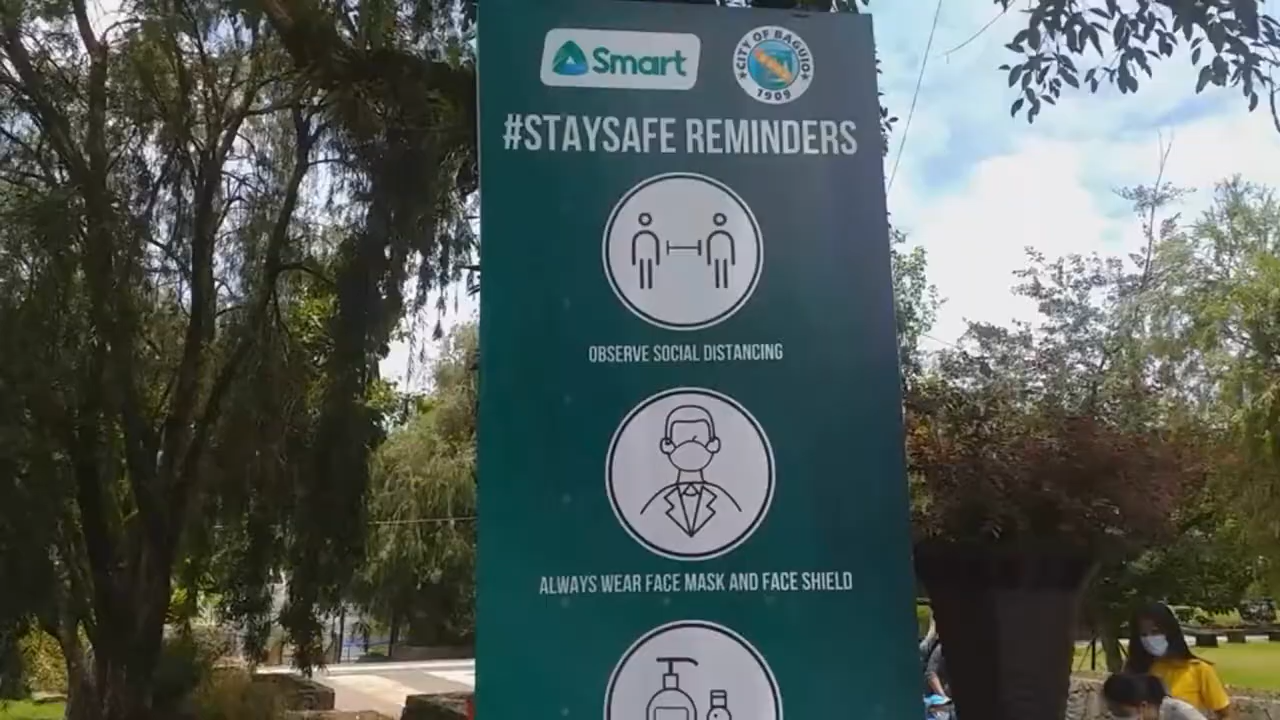 Smart
CITY OF BAGUIO
1909
#STAYSAFE REMINDERS
OBSERVE SOCIAL DISTANCING
ALWAYS WEAR FACE MASK AND FACE SHIELD